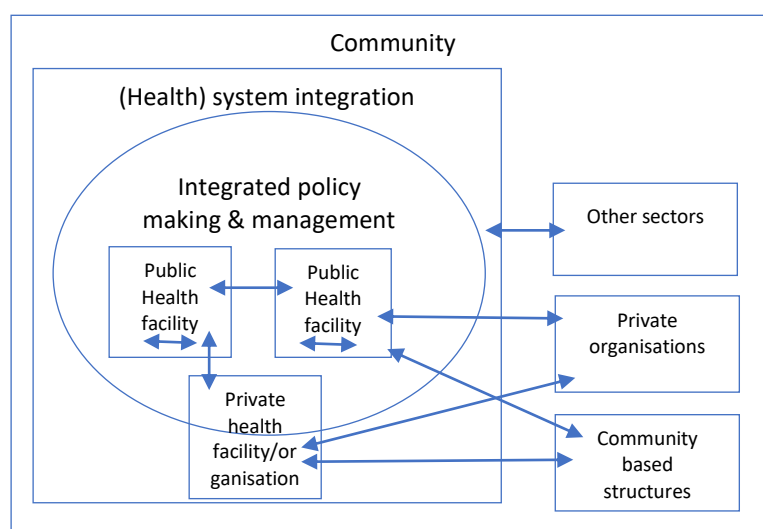 Community
(Health) system integration
Integrated policy
making & management
Public
Health
facility
Public
Health
facility
Private
health
facility/or
ganisation
Other sectors
Private
organisations
Community
based
structures